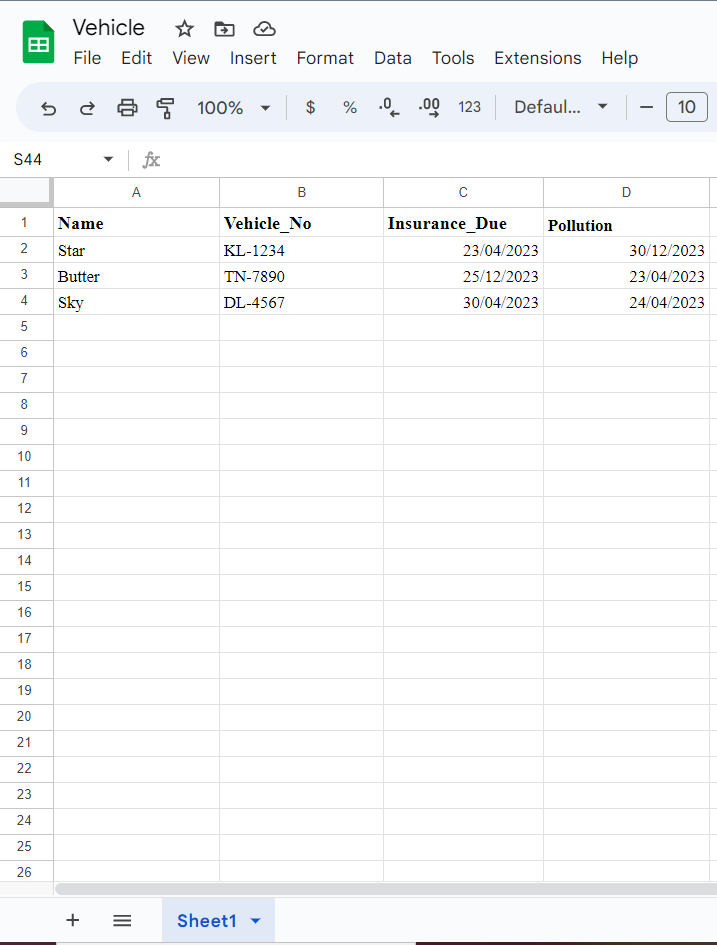 Vehicle
File Edit View Insert Format Data Tools Extensions Help
100% $ % .0 .00 123 Defaul... − 10
S44 fx
A B C D
1 Name Vehicle_No Insurance_Due Pollution
2 Star KL-1234 23/04/2023 30/12/2023
3 Butter TN-7890 25/12/2023 23/04/2023
4 Sky DL-4567 30/04/2023 24/04/2023
5
6
7
8
9
10
11
12
13
14
15
16
17
18
19
20
21
22
23
24
25
26
+ Sheet1